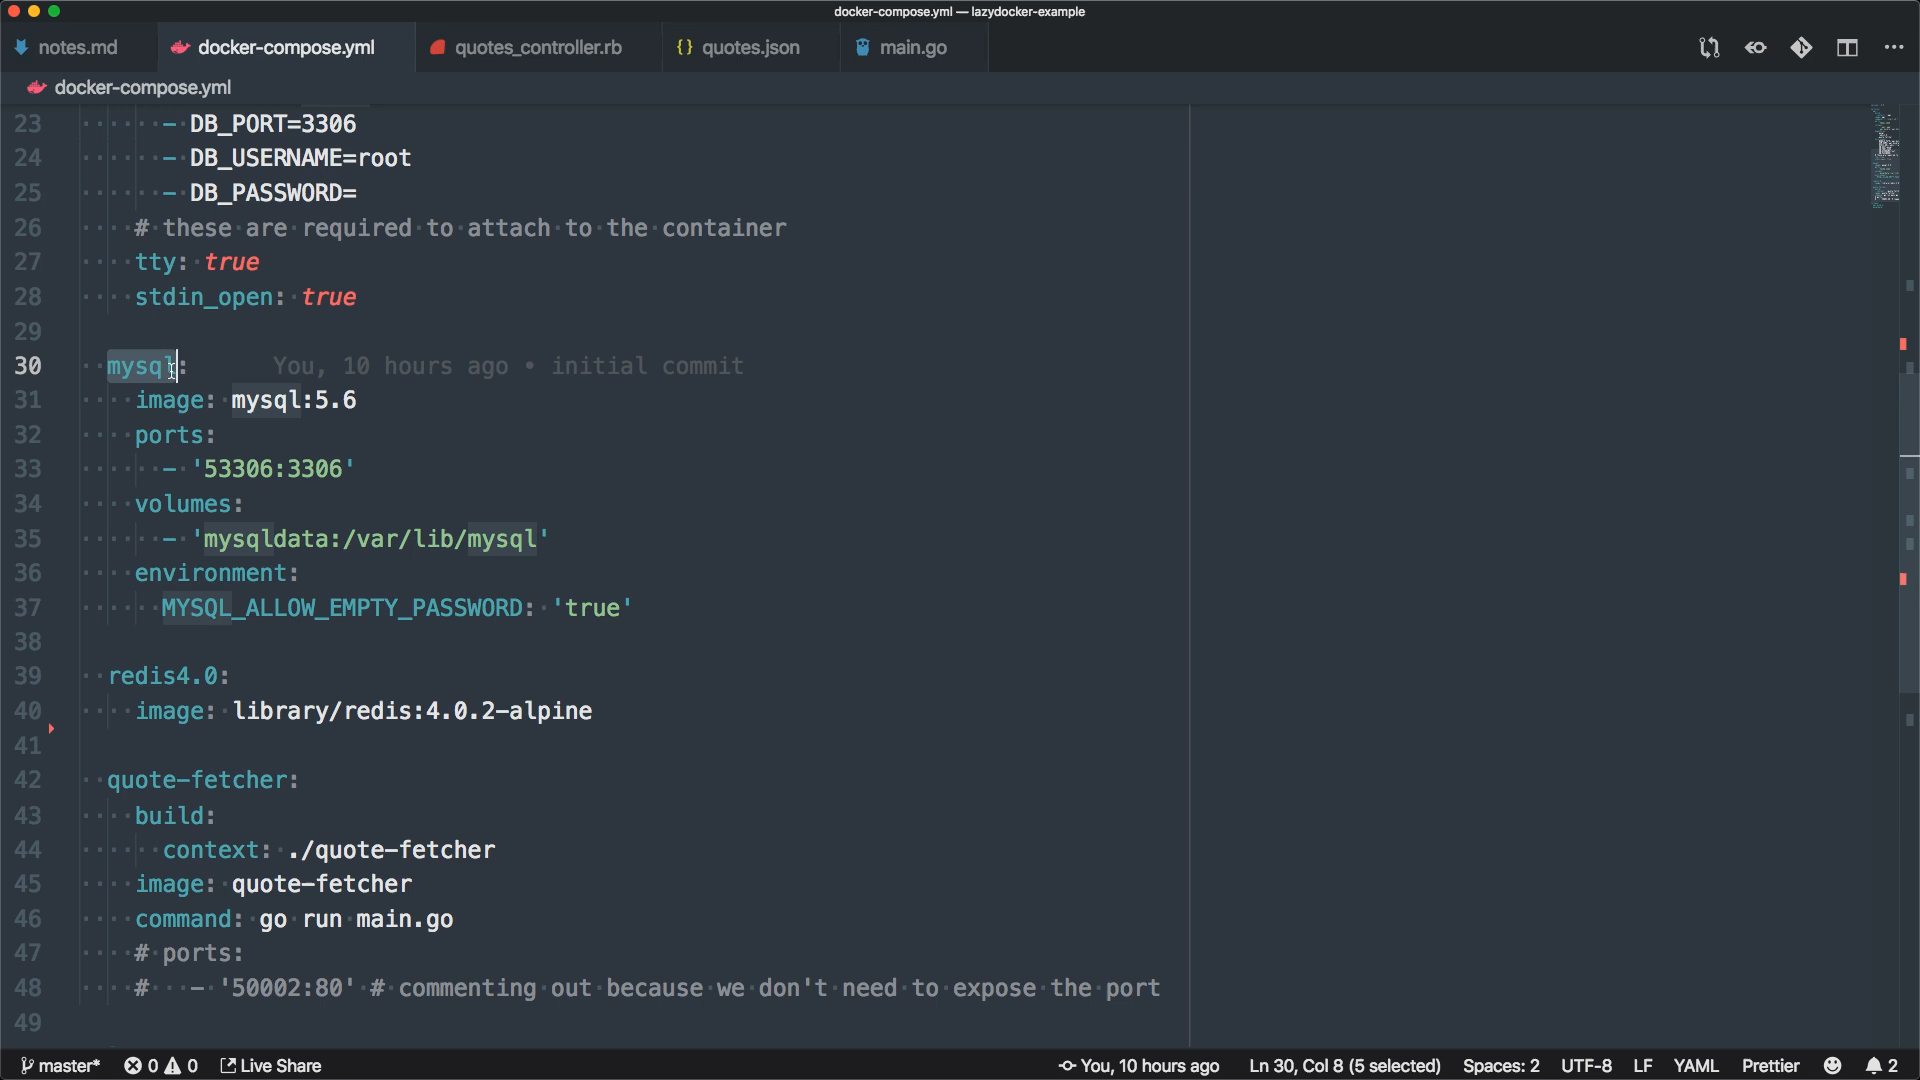 docker-compose.yml — lazydocker-example
notes.md docker-compose.yml quotes_controller.rb {} quotes.json main.go
docker-compose.yml
23 - DB_PORT=3306
24 - DB_USERNAME=root
25 - DB_PASSWORD=
26 # these are required to attach to the container
27 tty: true
28 stdin_open: true
29
30 mysql: You, 10 hours ago • initial commit
31 image: mysql:5.6
32 ports:
33 - '53306:3306'
34 volumes:
35 - 'mysqldata:/var/lib/mysql'
36 environment:
37 MYSQL_ALLOW_EMPTY_PASSWORD: 'true'
38
39 redis4.0:
40 image: library/redis:4.0.2-alpine
41
42 quote-fetcher:
43 build:
44 context: ./quote-fetcher
45 image: quote-fetcher
46 command: go run main.go
47 # ports:
48 # - '50002:80' # commenting out because we don't need to expose the port
49
master* 0 0 Live Share You, 10 hours ago Ln 30, Col 8 (5 selected) Spaces: 2 UTF-8 LF YAML Prettier 2